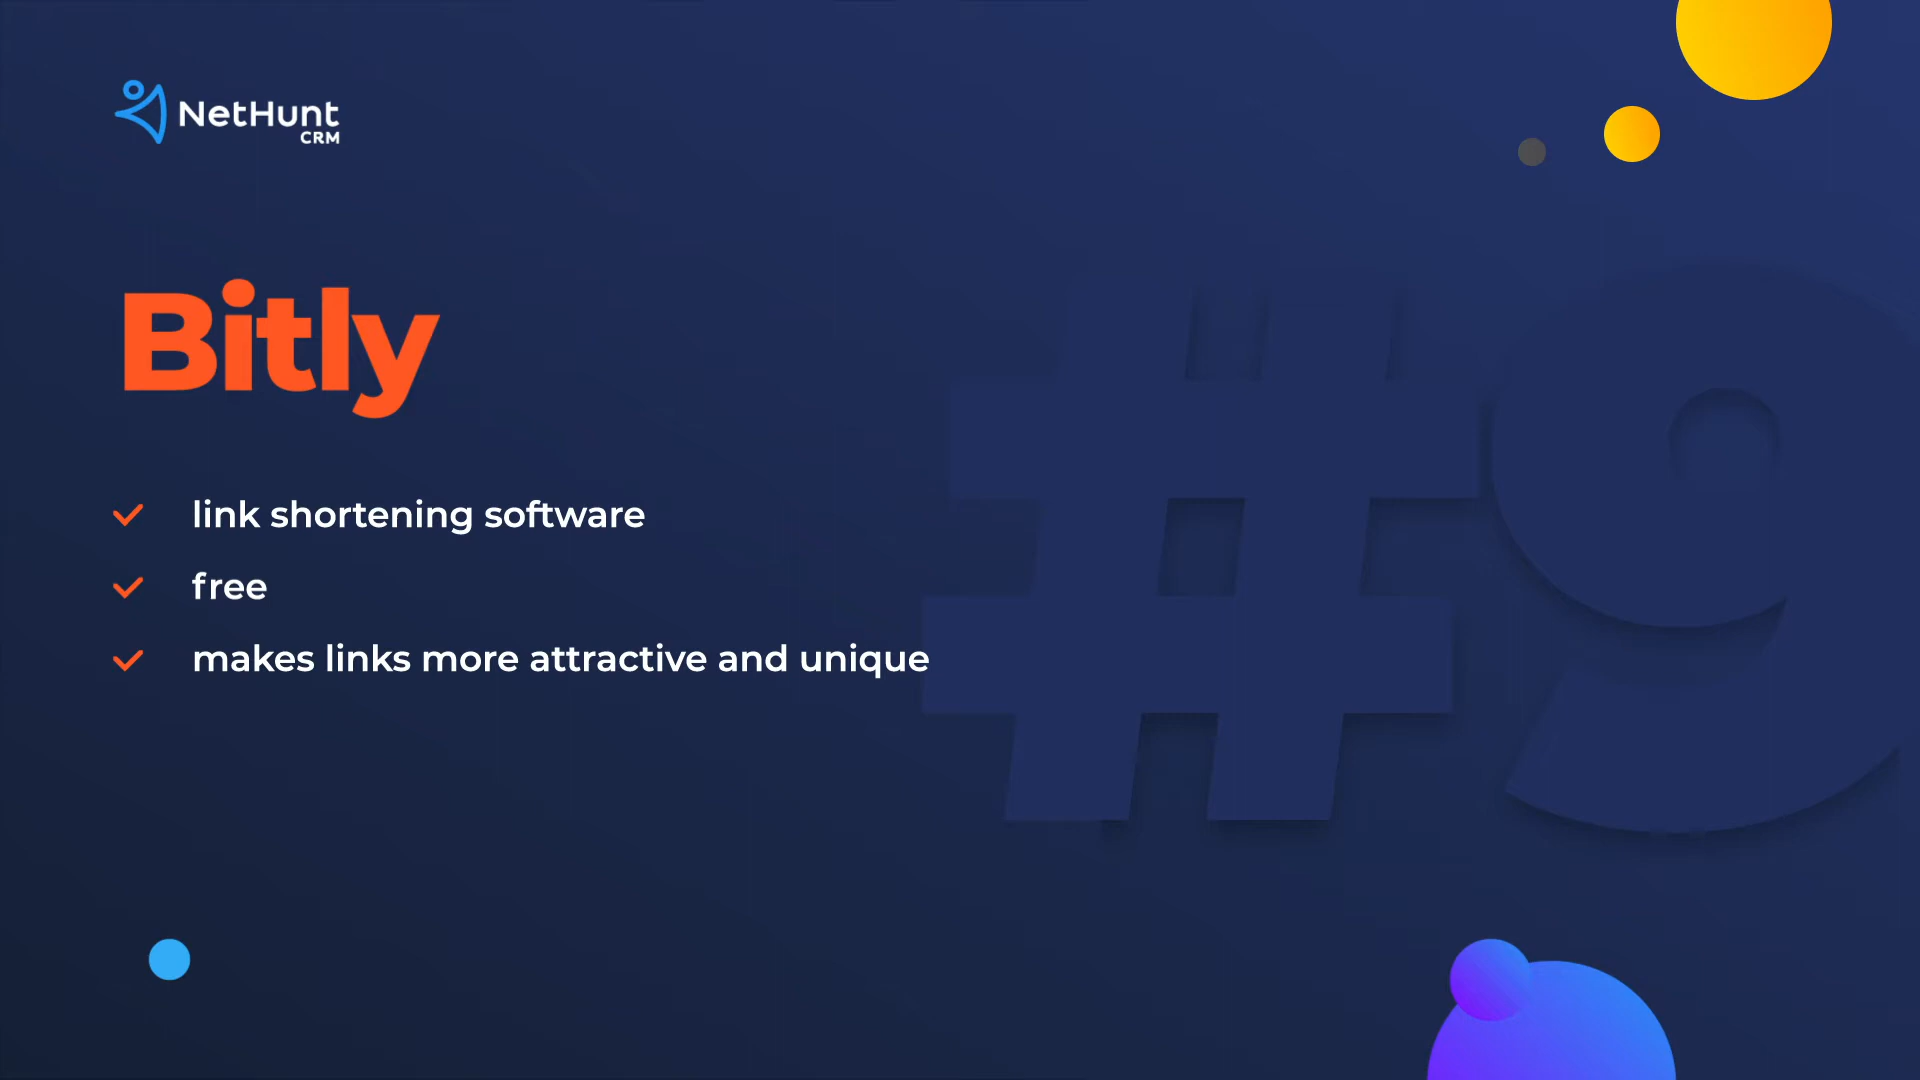 NetHunt
CRM
Bitly
link shortening software
free
makes links more attractive and unique
#9